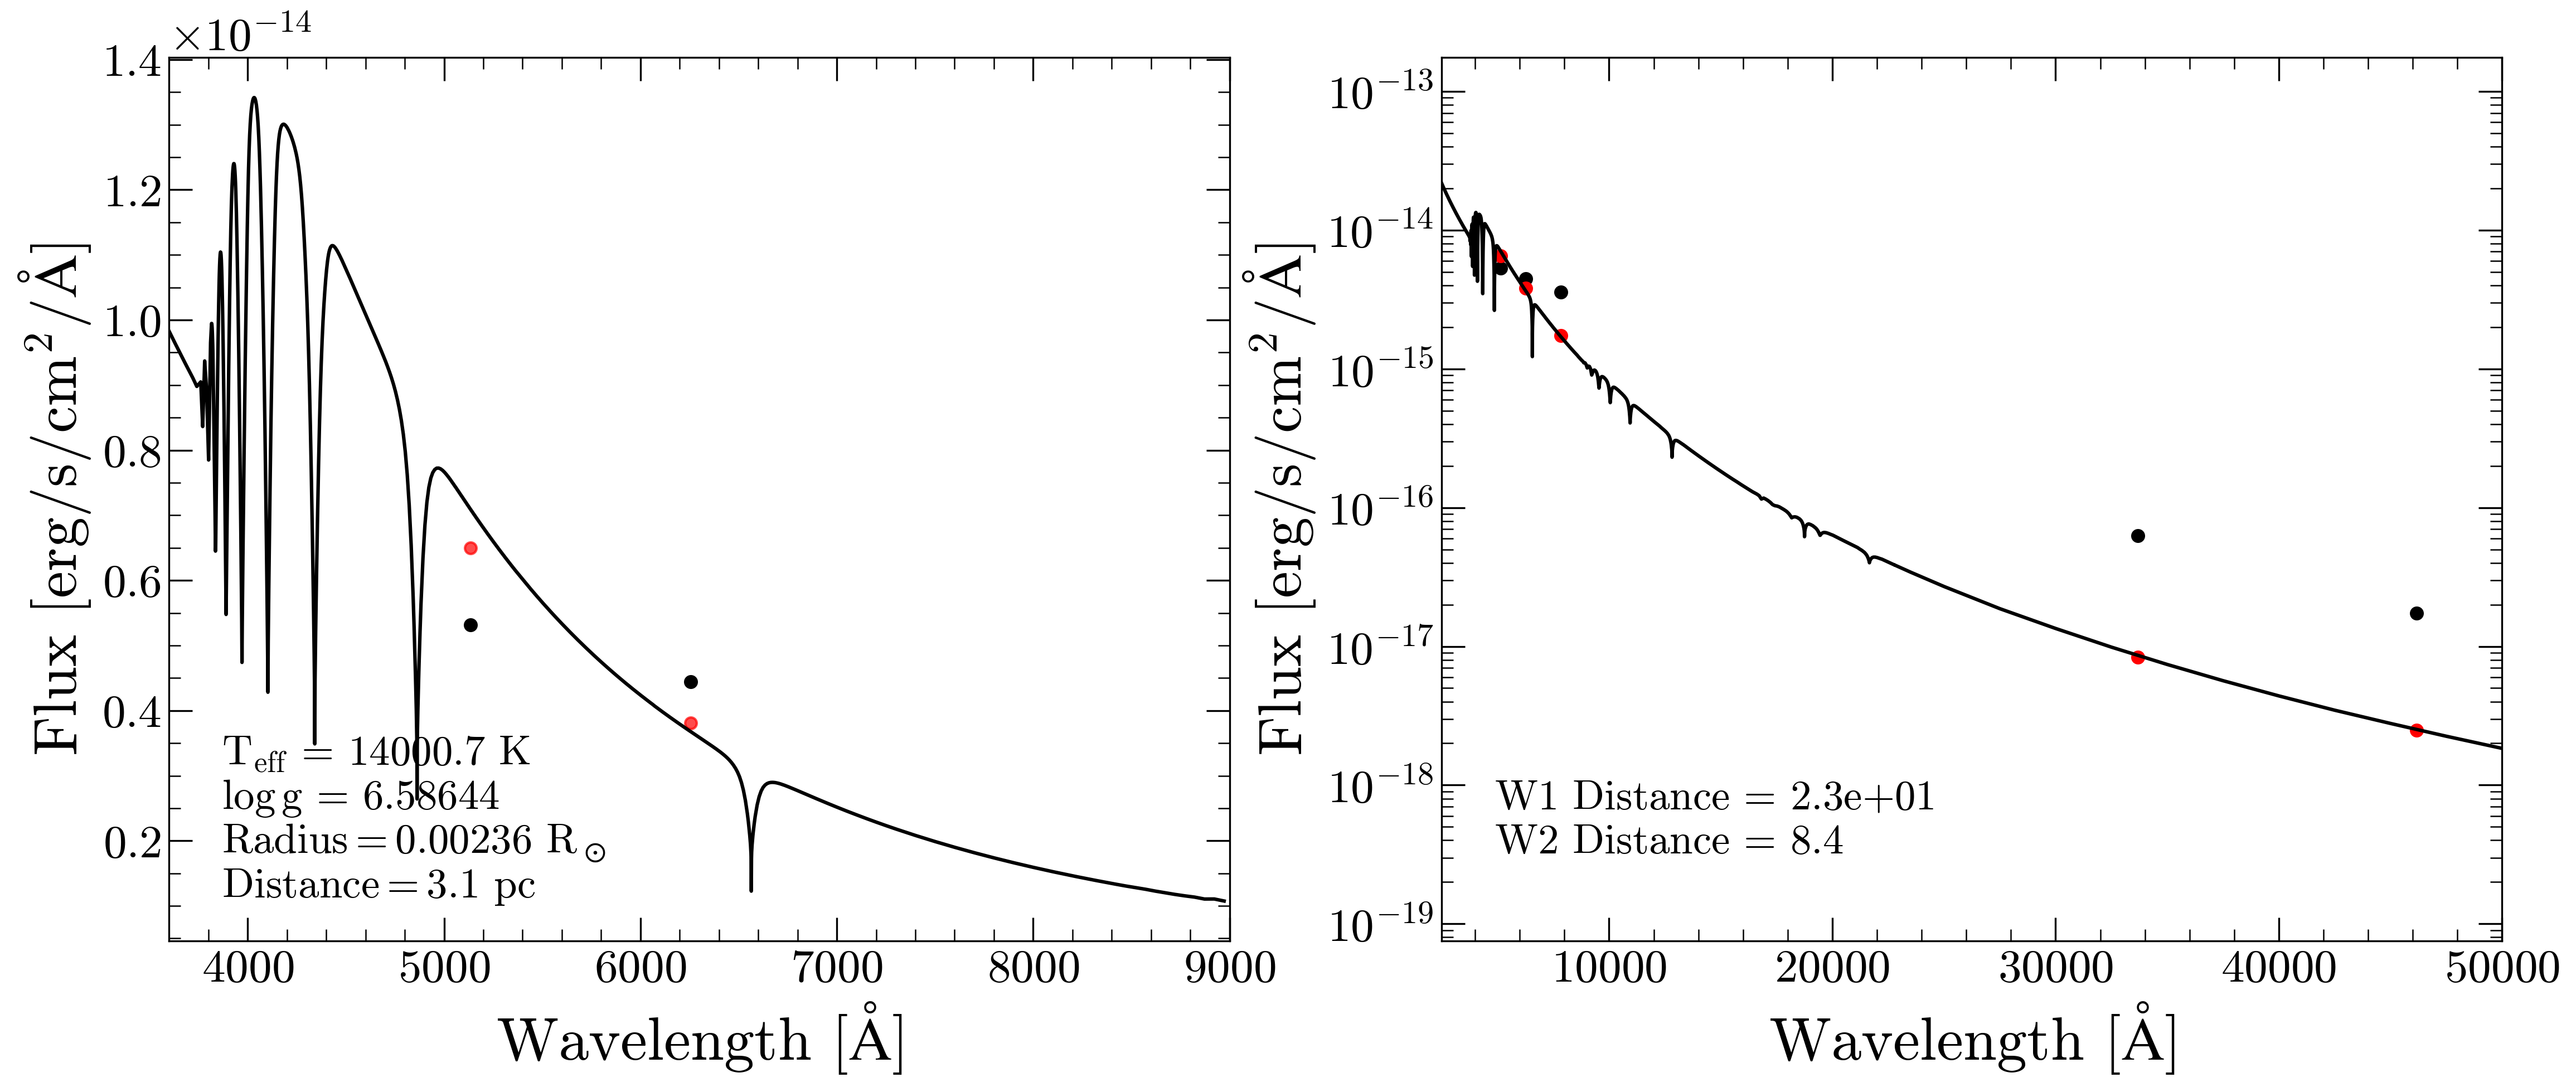 ×10⁻¹⁴
1.4
1.2
1.0
0.8
0.6
0.4
0.2
Flux [erg/s/cm²/Å]
T_eff = 14000.7 K
log g = 6.58644
Radius = 0.00236 R_⊙
Distance = 3.1 pc
4000 5000 6000 7000 8000 9000
Wavelength [Å]
10⁻¹³
10⁻¹⁴
10⁻¹⁵
10⁻¹⁶
10⁻¹⁷
10⁻¹⁸
10⁻¹⁹
Flux [erg/s/cm²/Å]
W1 Distance = 2.3e+01
W2 Distance = 8.4
10000 20000 30000 40000 50000
Wavelength [Å]